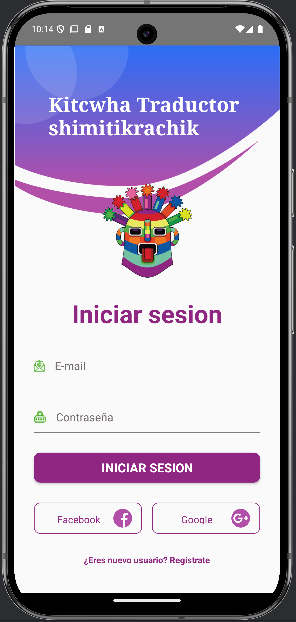 10:14
Kitcwha Traductor
shimitikrachik
Iniciar sesion
E-mail
Contraseña
INICIAR SESION
Facebook
Google
¿Eres nuevo usuario? Registrate